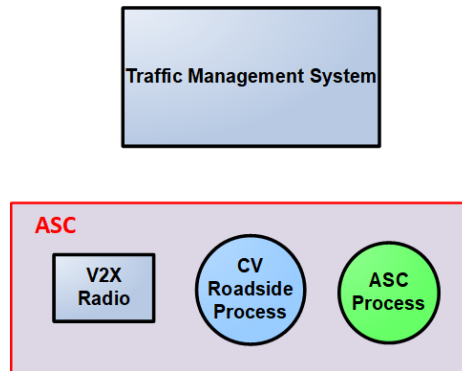 Traffic Management System
ASC
V2X
Radio
CV
Roadside
Process
ASC
Process